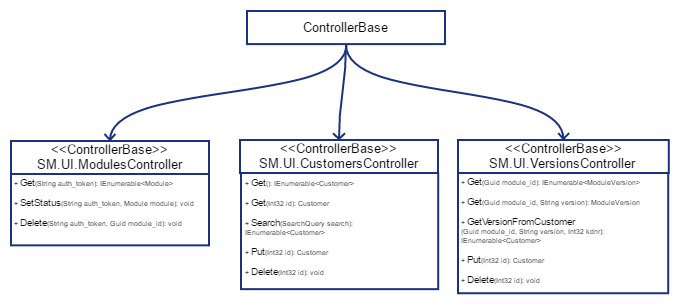 ControllerBase
<<ControllerBase>>
SM.UI.ModulesController
+ Get(String auth_token): IEnumerable<Module>
+ SetStatus(String auth_token, Module module): void
+ Delete(String auth_token, Guid module_id): void
<<ControllerBase>>
SM.UI.CustomersController
+ Get(): IEnumerable<Customer>
+ Get(Int32 id): Customer
+ Search(SearchQuery search):
IEnumerable<Customer>
+ Put(Int32 id): Customer
+ Delete(Int32 id): void
<<ControllerBase>>
SM.UI.VersionsController
+ Get(Guid module_id): IEnumerable<ModuleVersion>
+ Get(Guid module_id, String version): ModuleVersion
+ GetVersionFromCustomer
(Guid module_id, String version, Int32 kdnr):
IEnumerable<Customer>
+ Put(Int32 id): Customer
+ Delete(Int32 id): void